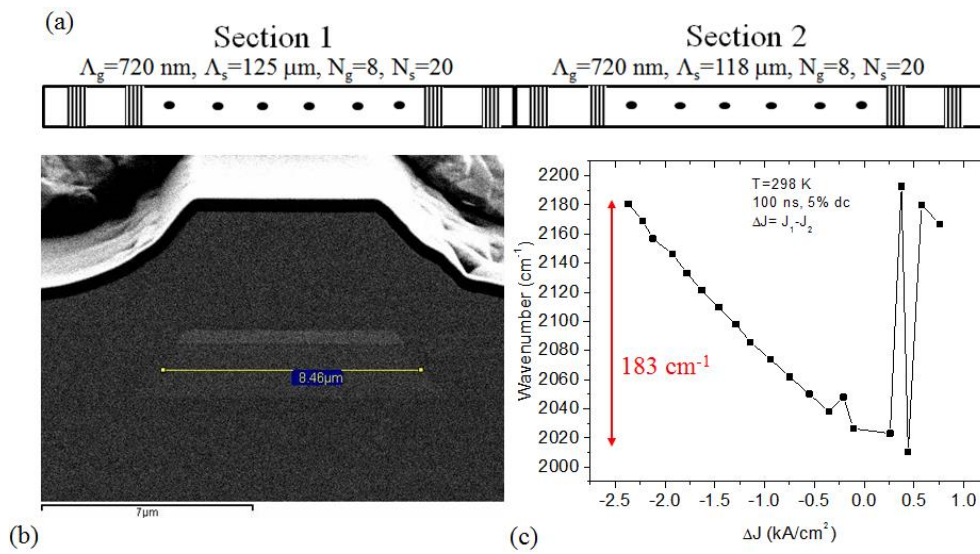 (a)
Section 1
Section 2
Λg=720 nm, Λs=125 μm, Ng=8, Ns=20
Λg=720 nm, Λs=118 μm, Ng=8, Ns=20
8.46μm
7μm
(b)
2200
2180
2160
2140
2120
2100
2080
2060
2040
2020
2000
Wavenumber (cm⁻¹)
T=298 K
100 ns, 5% dc
ΔJ= J₁-J₂
183 cm⁻¹
-2.5 -2.0 -1.5 -1.0 -0.5 0.0 0.5 1.0
ΔJ (kA/cm²)
(c)